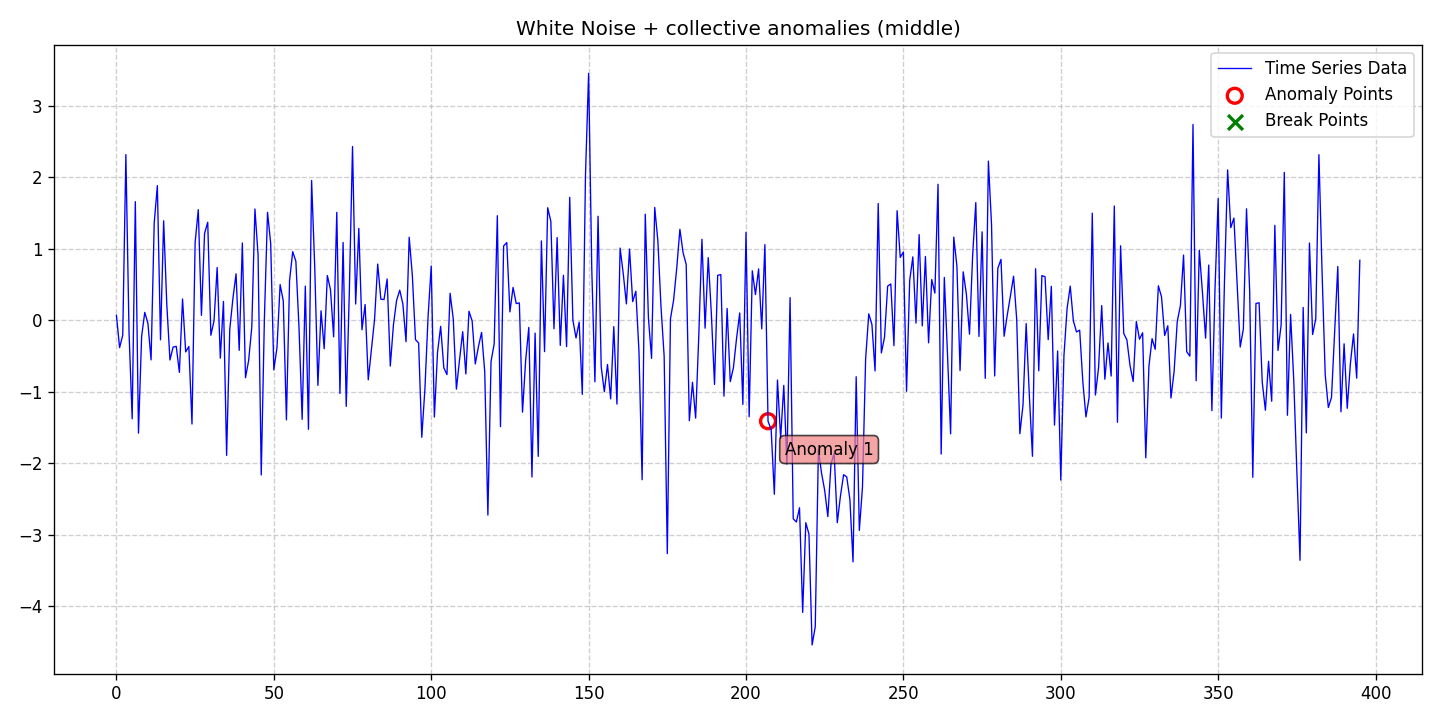 White Noise + collective anomalies (middle)
Time Series Data
Anomaly Points
Break Points
3
2
1
0
−1
−2
−3
−4
Anomaly 1
0 50 100 150 200 250 300 350 400